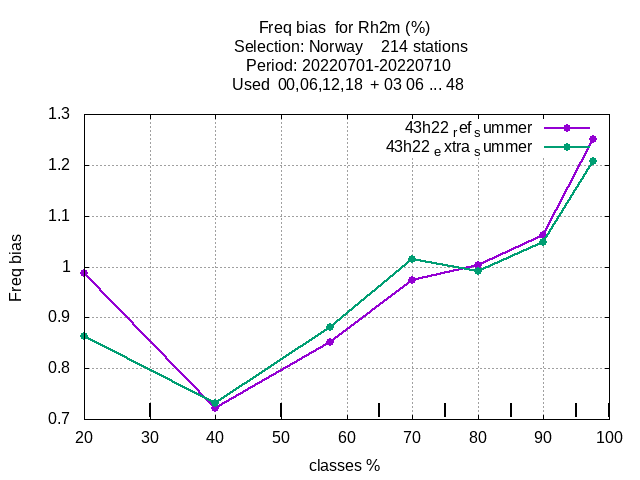 Freq bias  for Rh2m (%)
Selection: Norway    214 stations
Period: 20220701-20220710
Used  00,06,12,18  + 03 06 ... 48
43h22 ref summer
43h22 extra summer
1.3
1.2
1.1
1
0.9
0.8
0.7
Freq bias
20 30 40 50 60 70 80 90 100
classes %